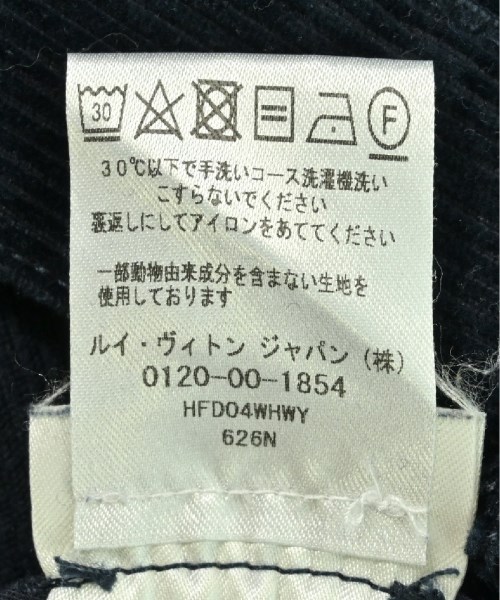 30 F
30℃以下で手洗いコース洗濯機洗い
こすらないでください
裏返しにしてアイロンをあててください
一部動物由来成分を含まない生地を
使用しております
ルイ・ヴィトン ジャパン(株)
0120-00-1854
HFD04WHWY
626N